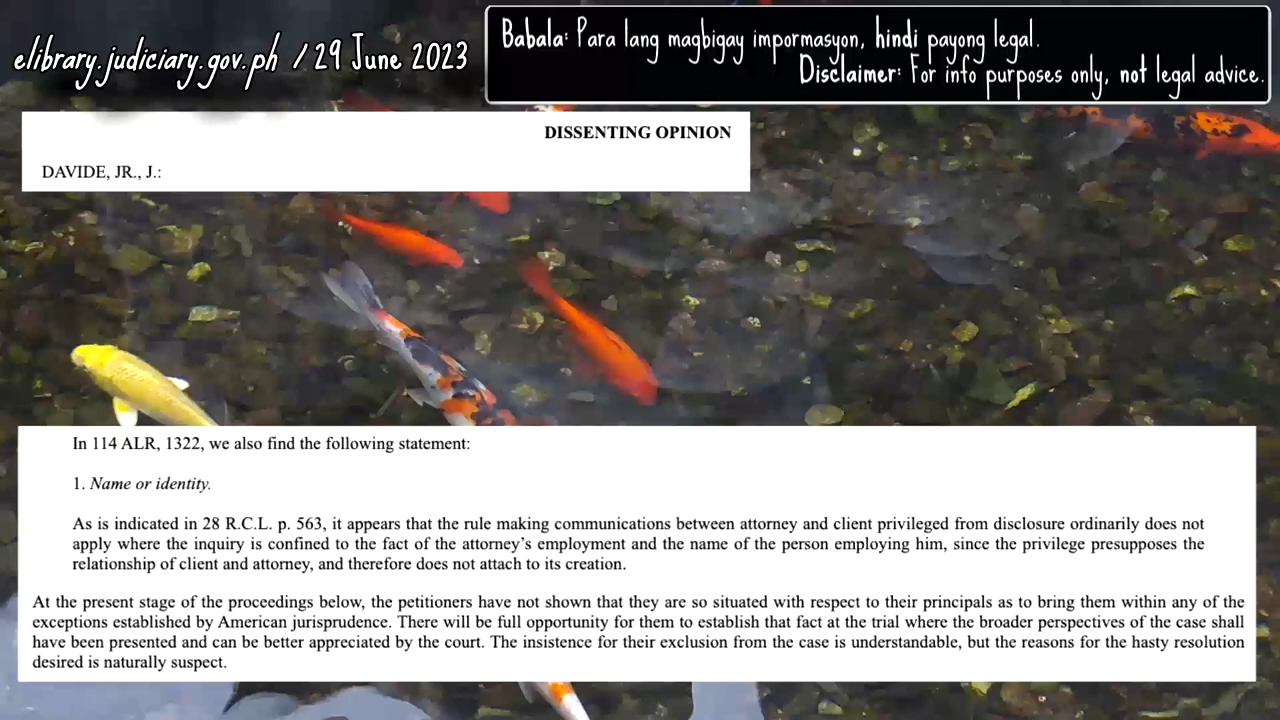 elibrary.judiciary.gov.ph / 29 June 2023
Babala: Para lang magbigay impormasyon, hindi payong legal.
Disclaimer: For info purposes only, not legal advice.
DISSENTING OPINION
DAVIDE, JR., J.:
In 114 ALR, 1322, we also find the following statement:
1. Name or identity.
As is indicated in 28 R.C.L. p. 563, it appears that the rule making communications between attorney and client privileged from disclosure ordinarily does not
apply where the inquiry is confined to the fact of the attorney’s employment and the name of the person employing him, since the privilege presupposes the
relationship of client and attorney, and therefore does not attach to its creation.
At the present stage of the proceedings below, the petitioners have not shown that they are so situated with respect to their principals as to bring them within any of the
exceptions established by American jurisprudence. There will be full opportunity for them to establish that fact at the trial where the broader perspectives of the case shall
have been presented and can be better appreciated by the court. The insistence for their exclusion from the case is understandable, but the reasons for the hasty resolution
desired is naturally suspect.